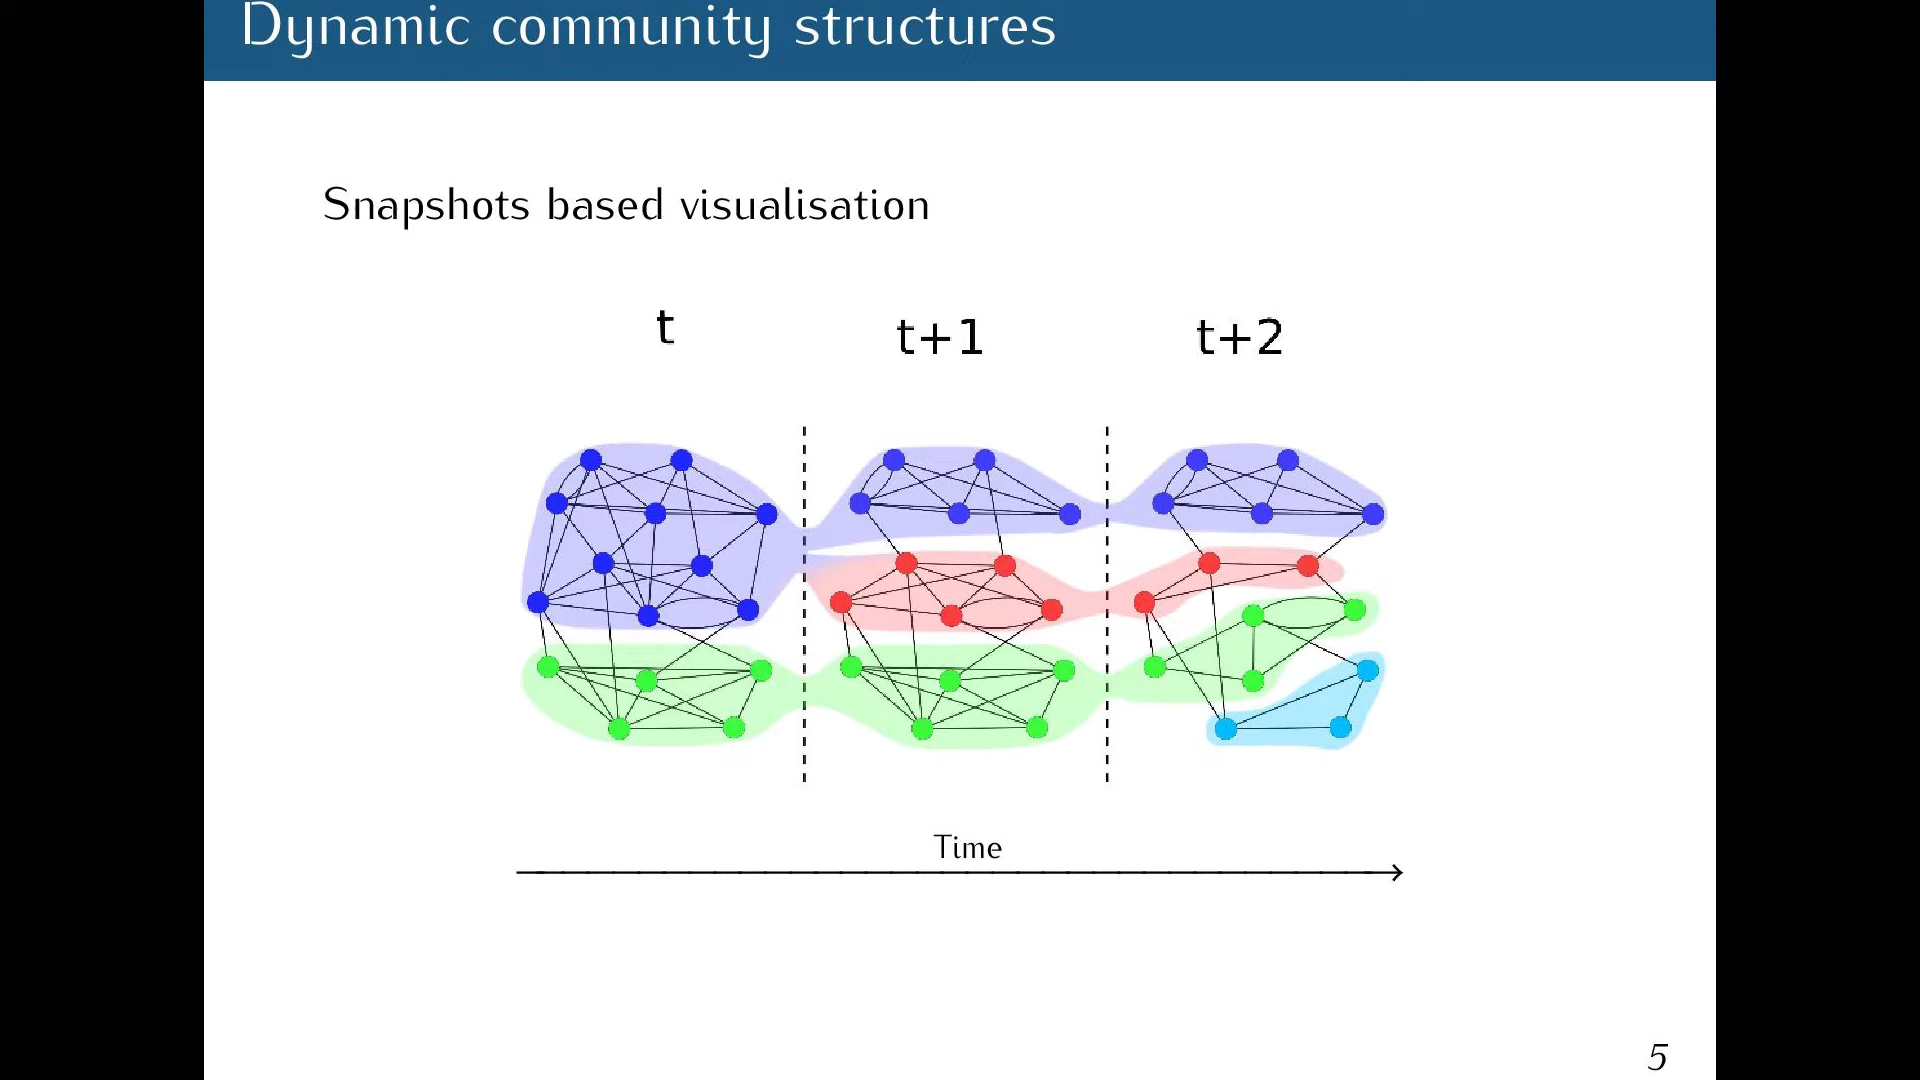 Dynamic community structures
Snapshots based visualisation
t
t+1
t+2
Time
5